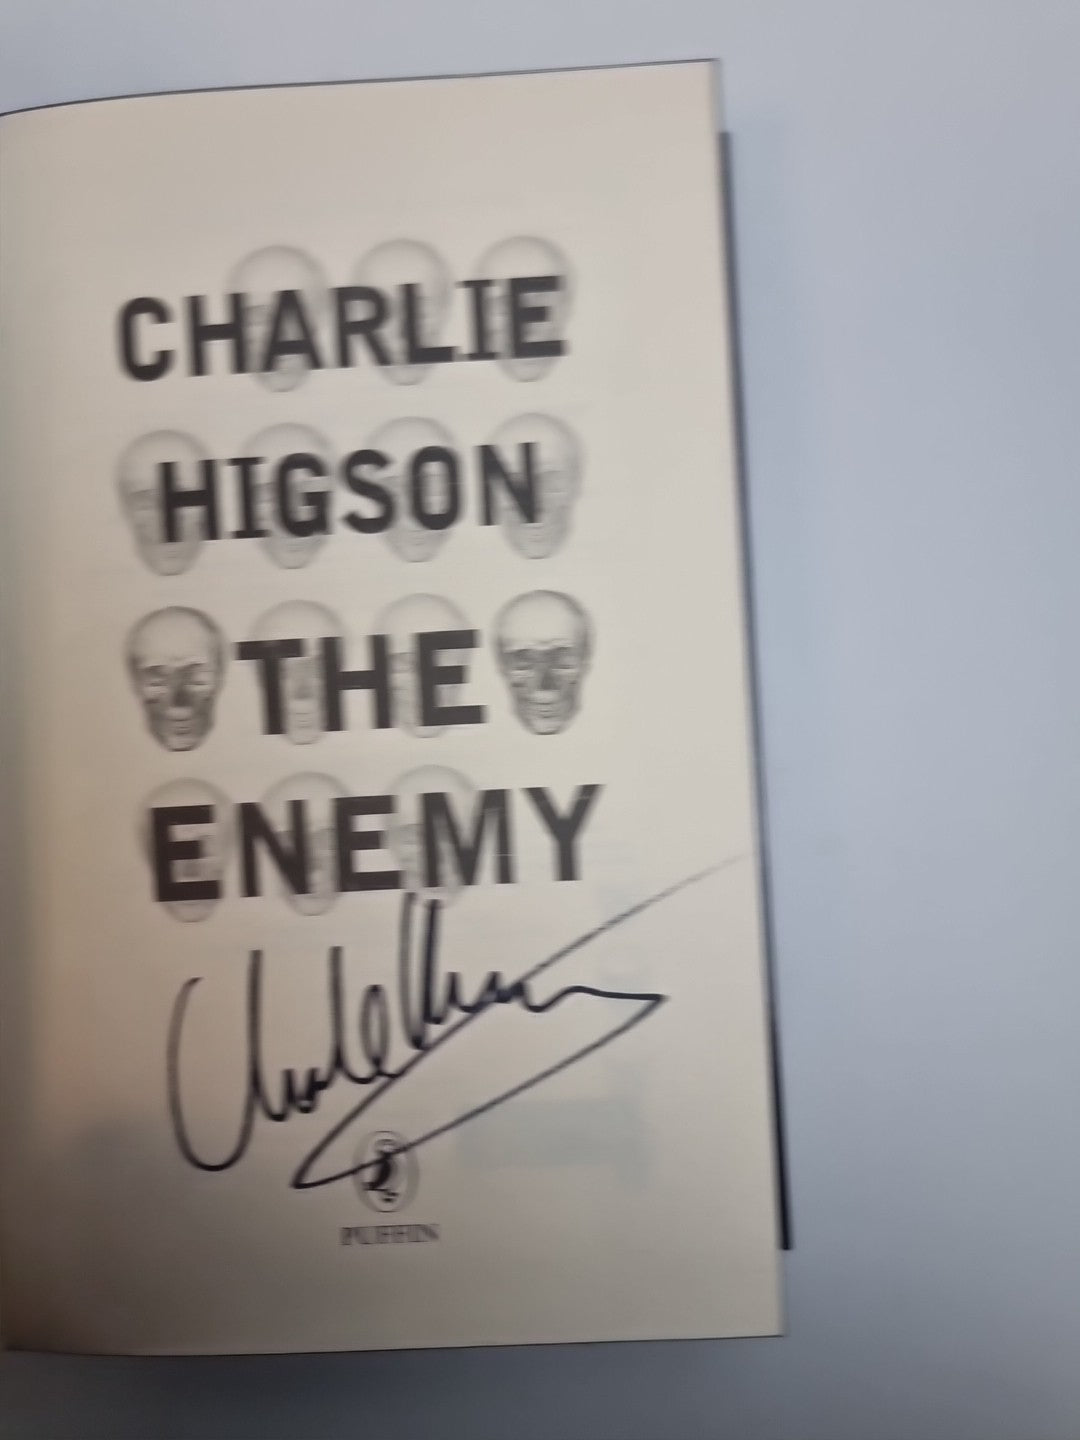 CHARLIE
HIGSON
THE
ENEMY
PUFFIN